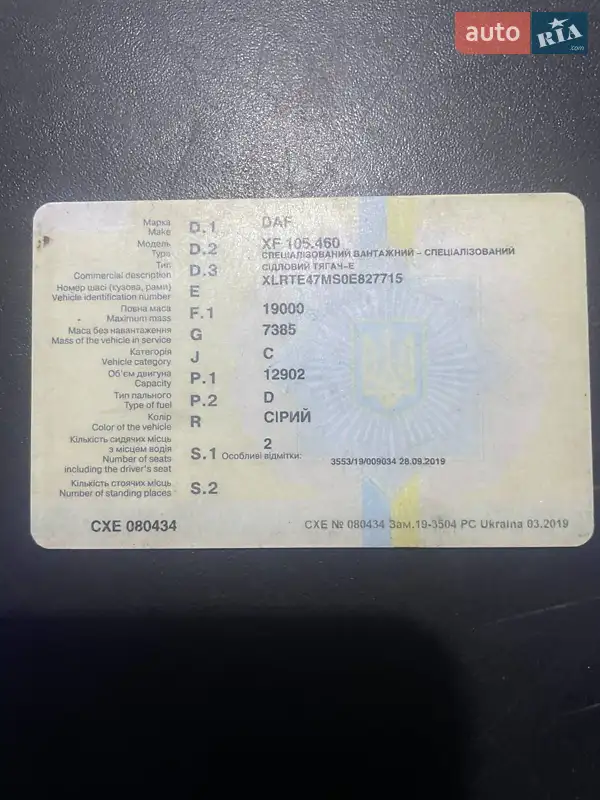 auto RIA .com
Марка D.1 DAF
Make
Модель D.2 XF 105.460
Type СПЕЦІАЛІЗОВАНИЙ ВАНТАЖНИЙ – СПЕЦІАЛІЗОВАНИЙ
Тип D.3 СІДЛОВИЙ ТЯГАЧ-Е
Commercial description
Номер шасі (кузова, рами) E XLRTE47MS0E827715
Vehicle identification number
Повна маса F.1 19000
Maximum mass
Маса без навантаження G 7385
Mass of the vehicle in service
Категорія J C
Vehicle category
Об'єм двигуна P.1 12902
Capacity
Тип пального P.2 D
Type of fuel
Колір R СІРИЙ
Color of the vehicle
Кількість сидячих місць
з місцем водія 2
Number of seats S.1 Особливі відмітки: 3553/19/009034 28.09.2019
including the driver's seat
Кількість стоячих місць S.2
Number of standing places
СХЕ 080434 СХЕ № 080434 Зам.19-3504 РС Ukraina 03.2019